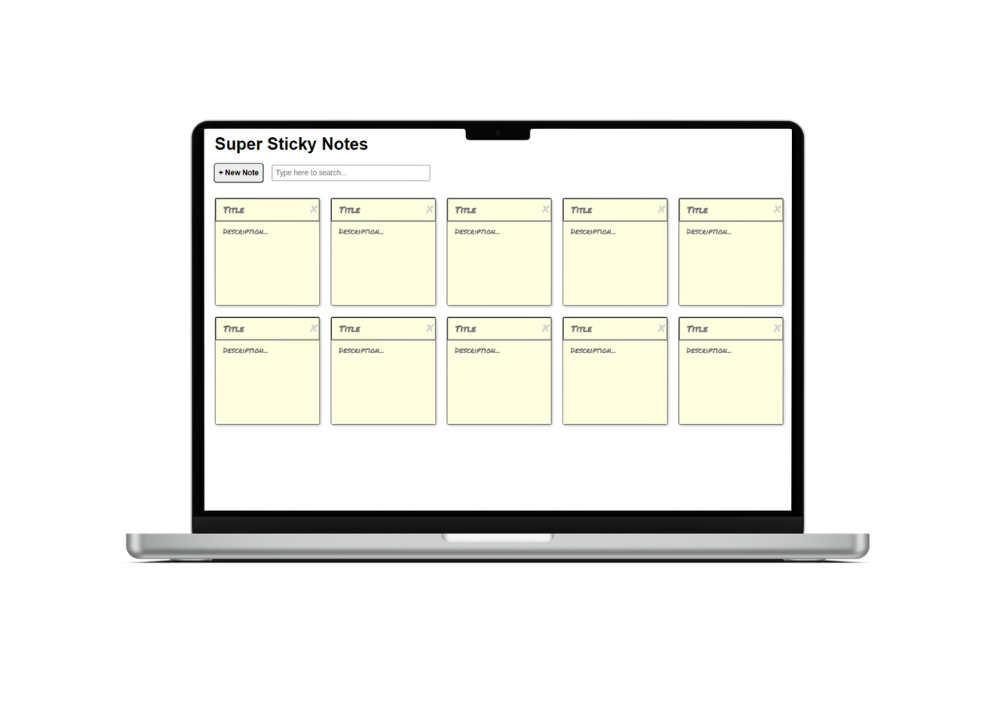 Super Sticky Notes
+ New Note Type here to search...
Title x Title x Title x Title x Title x
Description... Description... Description... Description... Description...
Title x Title x Title x Title x Title x
Description... Description... Description... Description... Description...